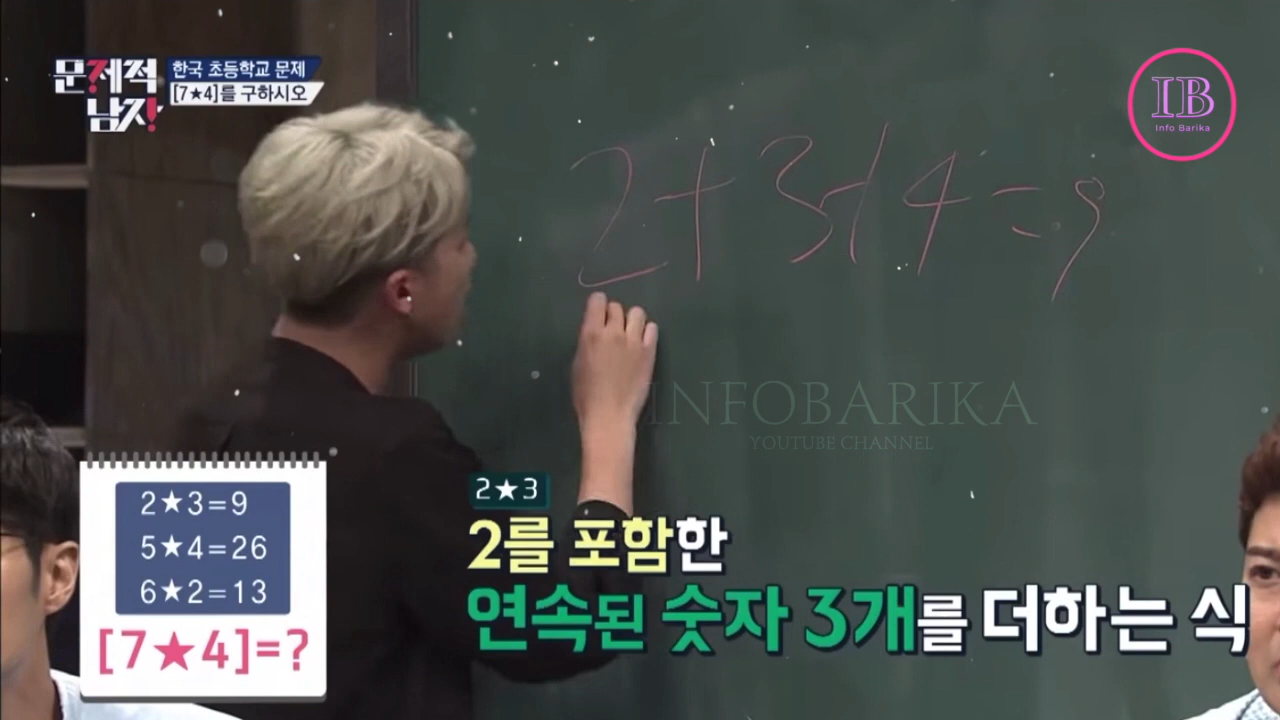 문제적
남자
한국 초등학교 문제
[7★4]를 구하시오
IB
Info Barika
2+3+4=9
INFOBARIKA
YOUTUBE CHANNEL
2★3=9
5★4=26
6★2=13
[7★4]=?
2★3
2를 포함한
연속된 숫자 3개를 더하는 식